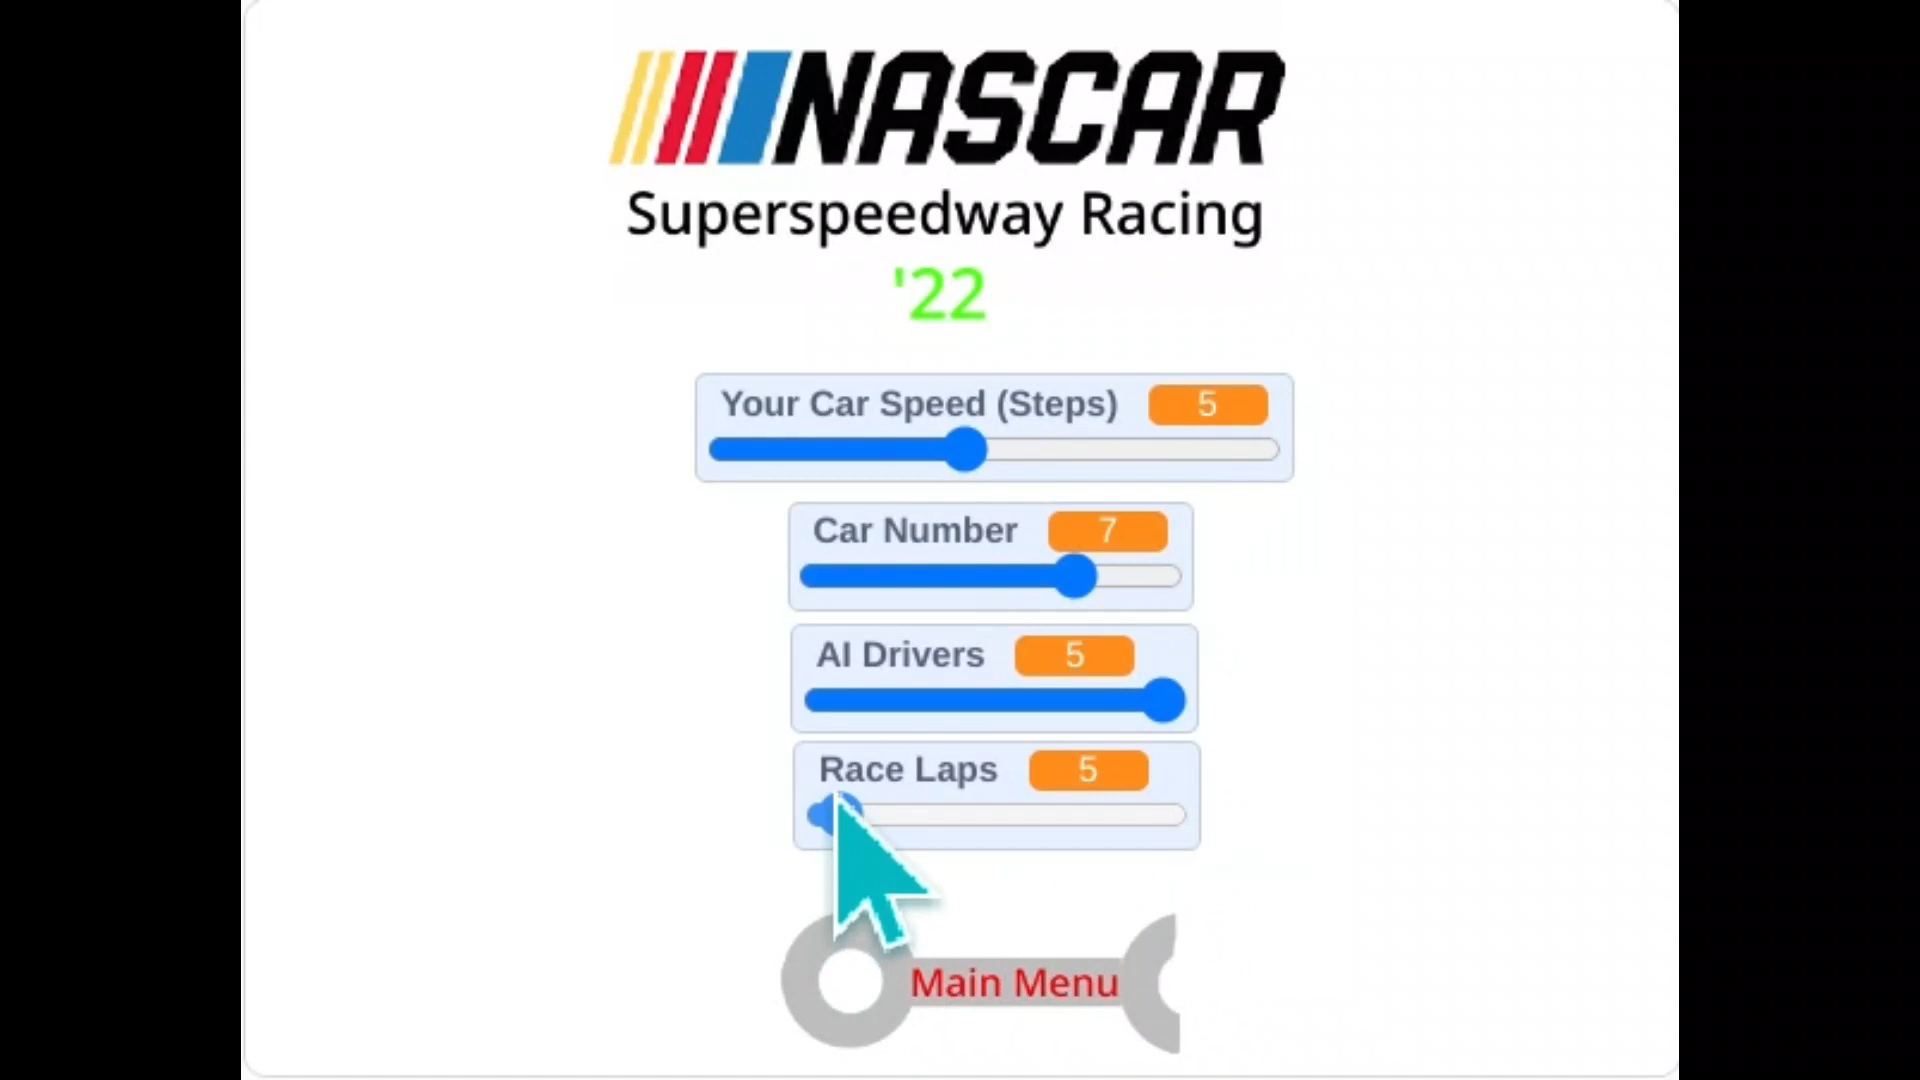 NASCAR
Superspeedway Racing
'22
Your Car Speed (Steps) 5
Car Number 7
AI Drivers 5
Race Laps 5
Main Menu